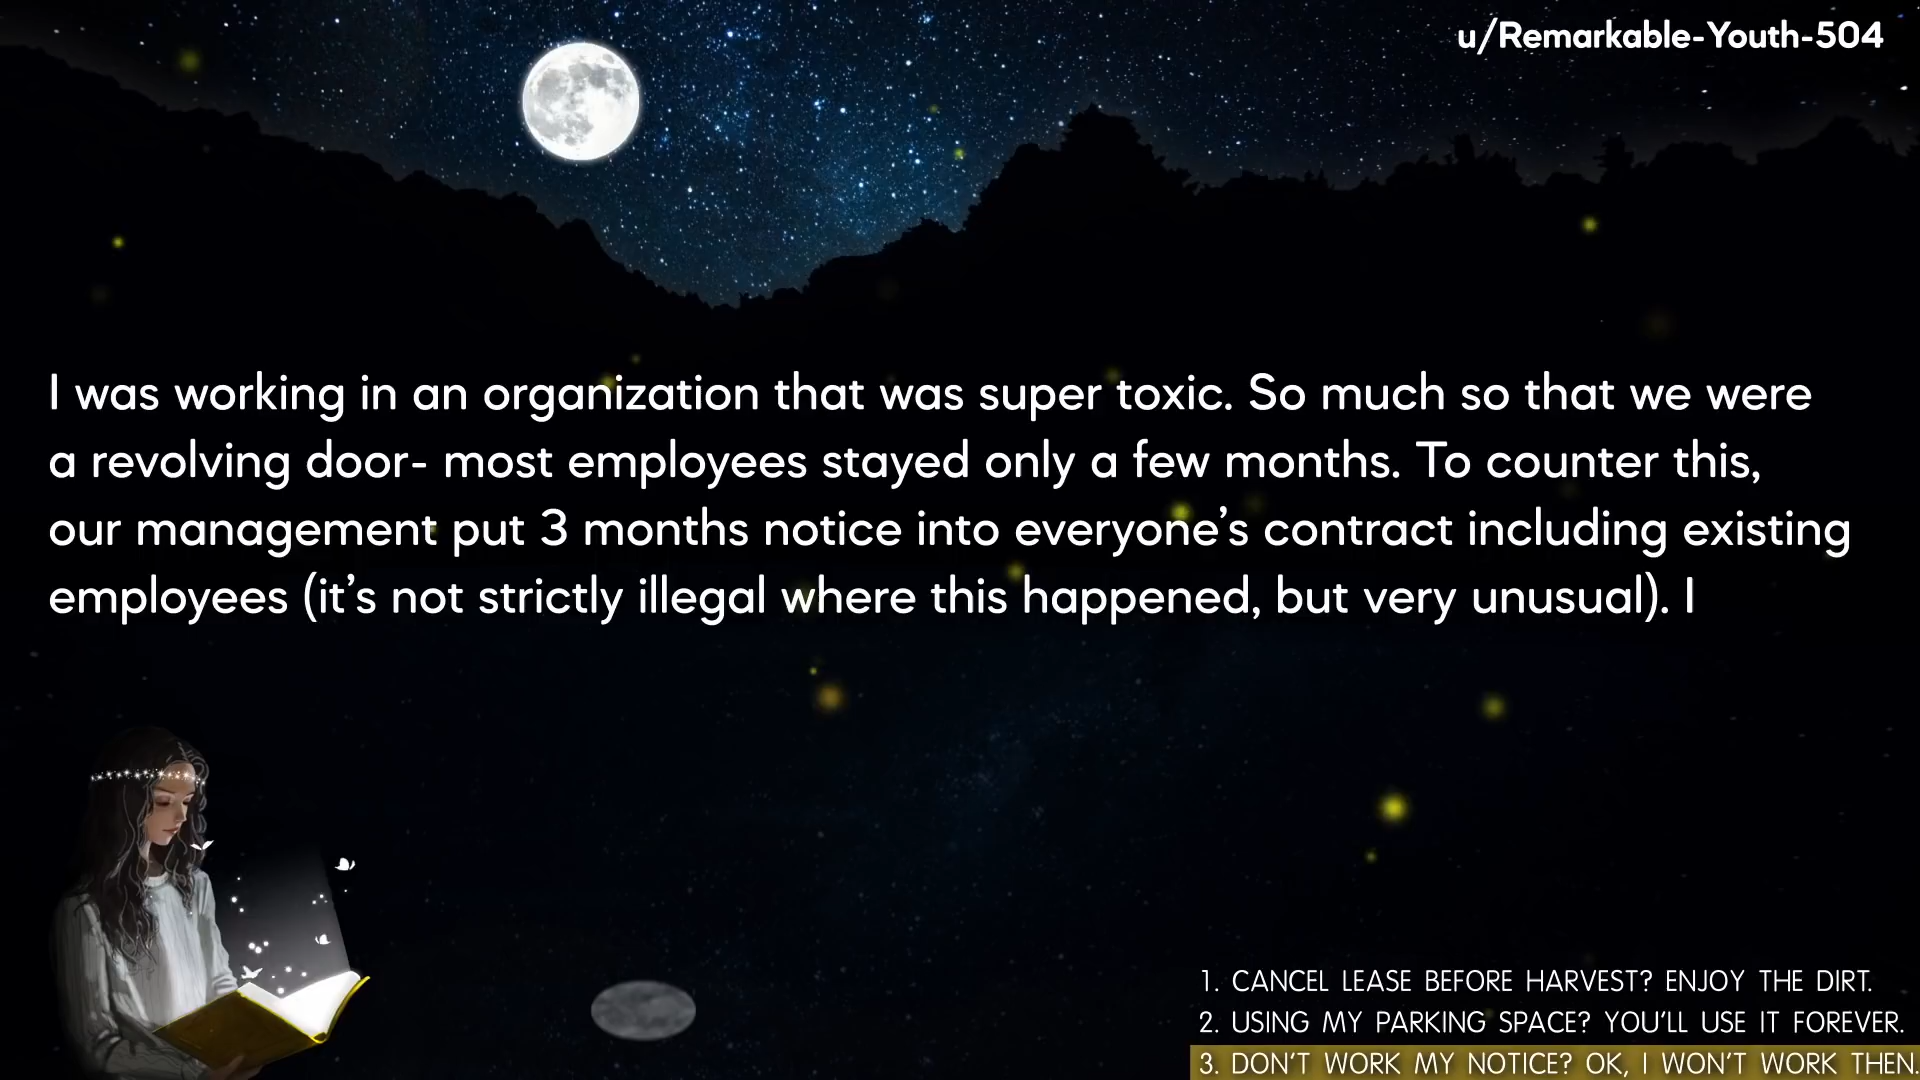 u/Remarkable-Youth-504
I was working in an organization that was super toxic. So much so that we were
a revolving door- most employees stayed only a few months. To counter this,
our management put 3 months notice into everyone's contract including existing
employees (it's not strictly illegal where this happened, but very unusual). I
1. CANCEL LEASE BEFORE HARVEST? ENJOY THE DIRT.
2. USING MY PARKING SPACE? YOU'LL USE IT FOREVER.
3. DON'T WORK MY NOTICE? OK, I WON'T WORK THEN.